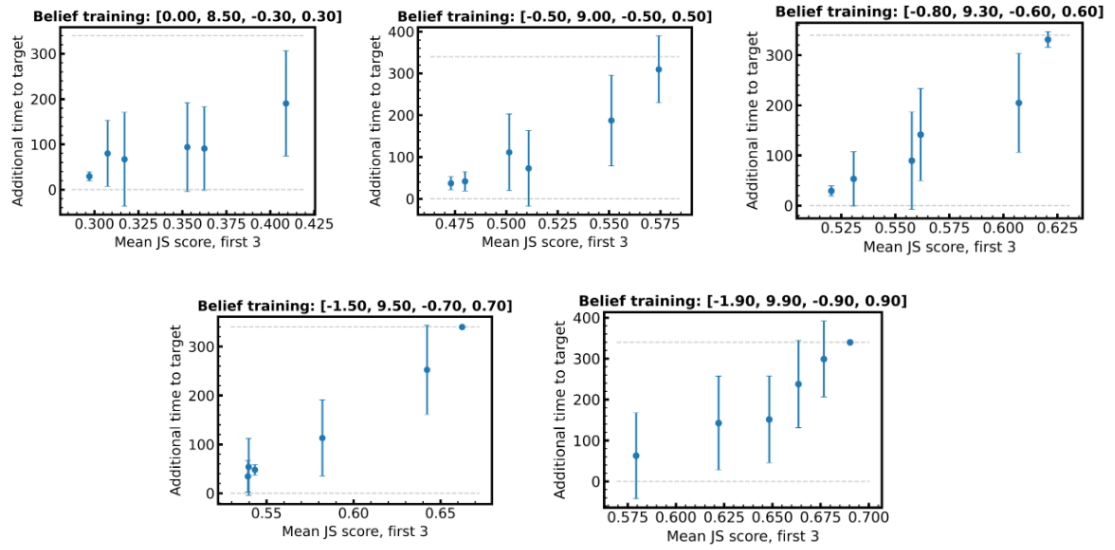 Belief training: [0.00, 8.50, -0.30, 0.30]
Additional time to target
300
200
100
0
0.300 0.325 0.350 0.375 0.400 0.425
Mean JS score, first 3
Belief training: [-0.50, 9.00, -0.50, 0.50]
Additional time to target
400
300
200
100
0
0.475 0.500 0.525 0.550 0.575
Mean JS score, first 3
Belief training: [-0.80, 9.30, -0.60, 0.60]
Additional time to target
300
200
100
0
0.525 0.550 0.575 0.600 0.625
Mean JS score, first 3
Belief training: [-1.50, 9.50, -0.70, 0.70]
Additional time to target
300
200
100
0
0.55 0.60 0.65
Mean JS score, first 3
Belief training: [-1.90, 9.90, -0.90, 0.90]
Additional time to target
400
300
200
100
0
0.575 0.600 0.625 0.650 0.675 0.700
Mean JS score, first 3